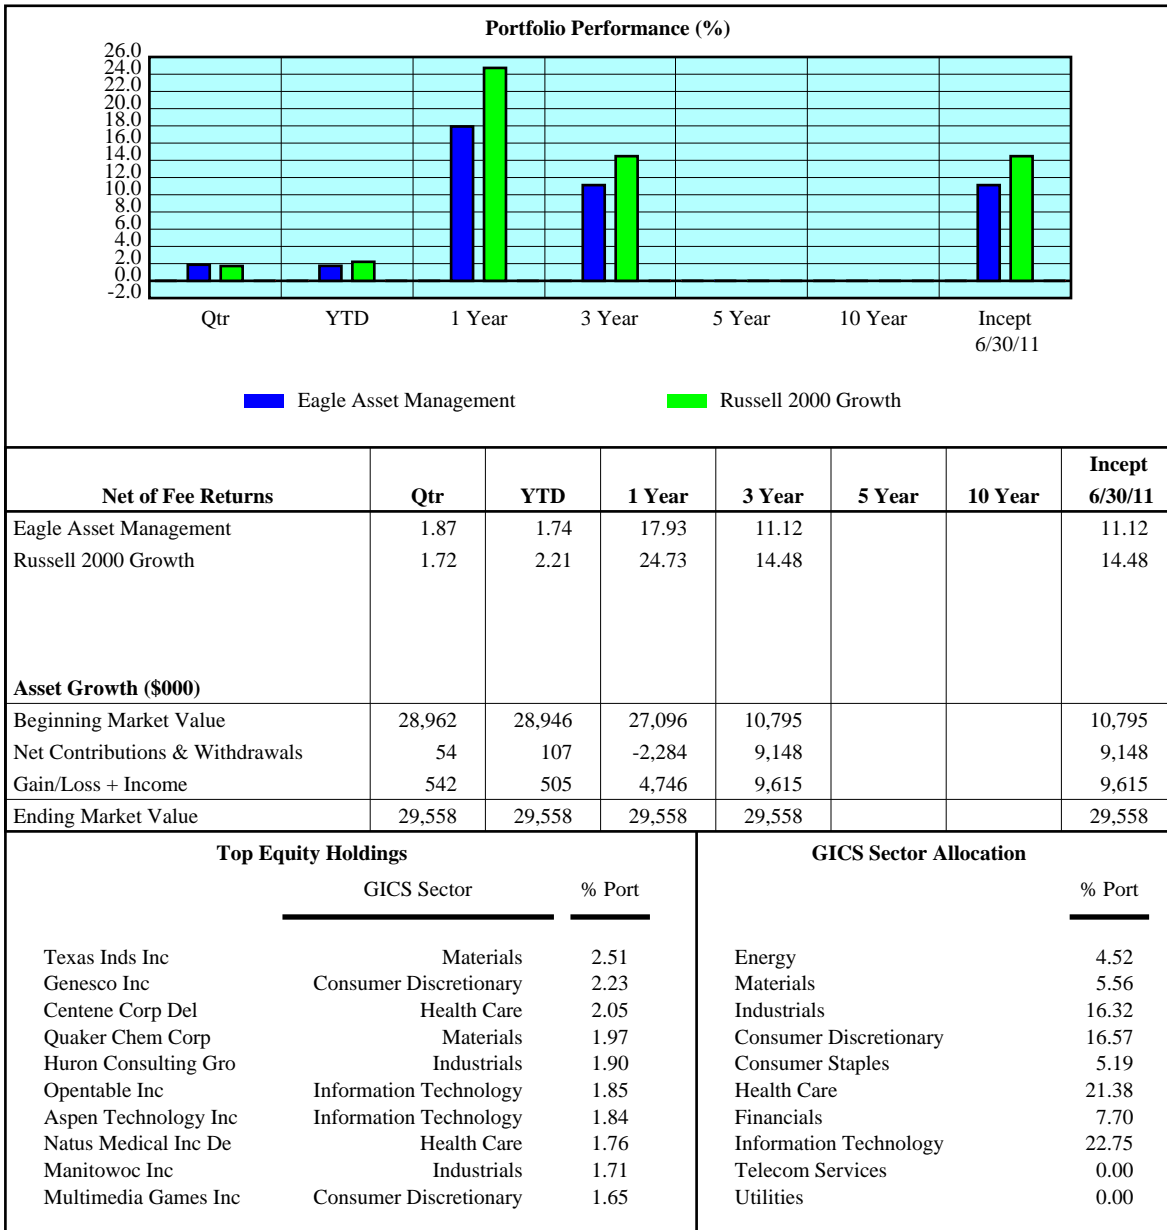 Portfolio Performance (%)
26.0
24.0
22.0
20.0
18.0
16.0
14.0
12.0
10.0
8.0
6.0
4.0
2.0
0.0
-2.0
Qtr YTD 1 Year 3 Year 5 Year 10 Year Incept
6/30/11
Eagle Asset Management Russell 2000 Growth
Incept
Net of Fee Returns Qtr YTD 1 Year 3 Year 5 Year 10 Year 6/30/11
Eagle Asset Management 1.87 1.74 17.93 11.12 11.12
Russell 2000 Growth 1.72 2.21 24.73 14.48 14.48
Asset Growth ($000)
Beginning Market Value 28,962 28,946 27,096 10,795 10,795
Net Contributions & Withdrawals 54 107 -2,284 9,148 9,148
Gain/Loss + Income 542 505 4,746 9,615 9,615
Ending Market Value 29,558 29,558 29,558 29,558 29,558
Top Equity Holdings
GICS Sector % Port
Texas Inds Inc Materials 2.51
Genesco Inc Consumer Discretionary 2.23
Centene Corp Del Health Care 2.05
Quaker Chem Corp Materials 1.97
Huron Consulting Gro Industrials 1.90
Opentable Inc Information Technology 1.85
Aspen Technology Inc Information Technology 1.84
Natus Medical Inc De Health Care 1.76
Manitowoc Inc Industrials 1.71
Multimedia Games Inc Consumer Discretionary 1.65
GICS Sector Allocation
% Port
Energy 4.52
Materials 5.56
Industrials 16.32
Consumer Discretionary 16.57
Consumer Staples 5.19
Health Care 21.38
Financials 7.70
Information Technology 22.75
Telecom Services 0.00
Utilities 0.00